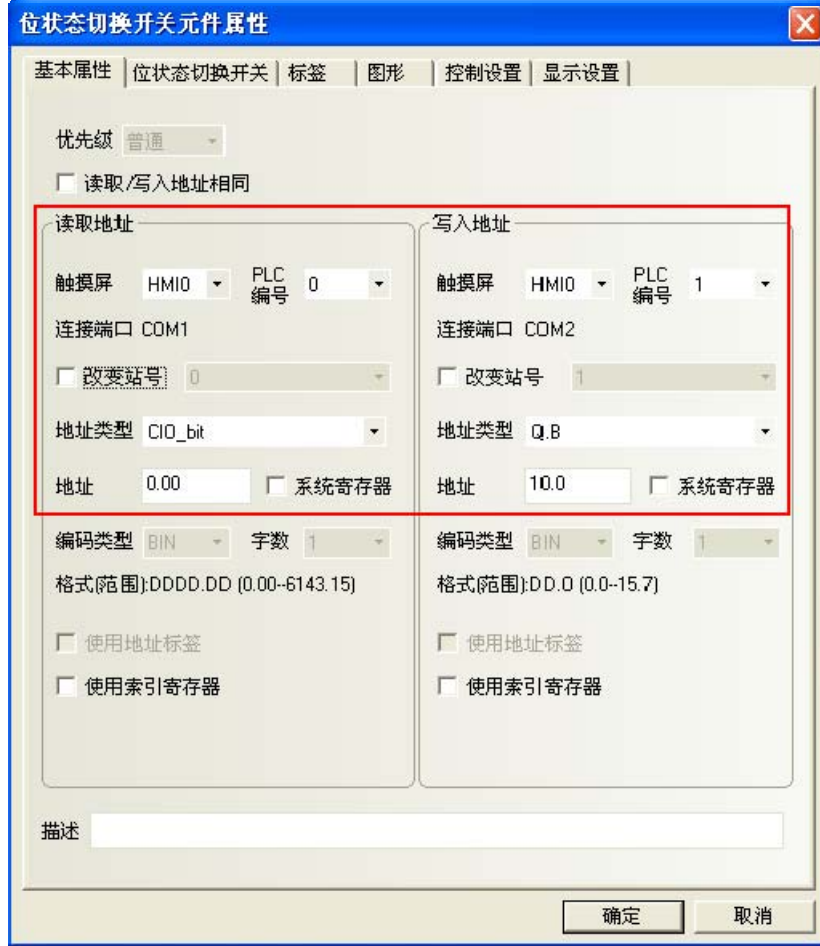 位状态切换开关元件属性
基本属性 位状态切换开关 标签 图形 控制设置 显示设置
优先级 普通
读取/写入地址相同
读取地址
触摸屏 HMI0 PLC编号 0
连接端口 COM1
改变站号 0
地址类型 CIO_bit
地址 0.00 系统寄存器
编码类型 BIN 字数 1
格式(范围):DDDD.DD (0.00--6143.15)
使用地址标签
使用索引寄存器
写入地址
触摸屏 HMI0 PLC编号 1
连接端口 COM2
改变站号 1
地址类型 Q.B
地址 10.0 系统寄存器
编码类型 BIN 字数 1
格式(范围):DD.O (0.0--15.7)
使用地址标签
使用索引寄存器
描述
确定 取消